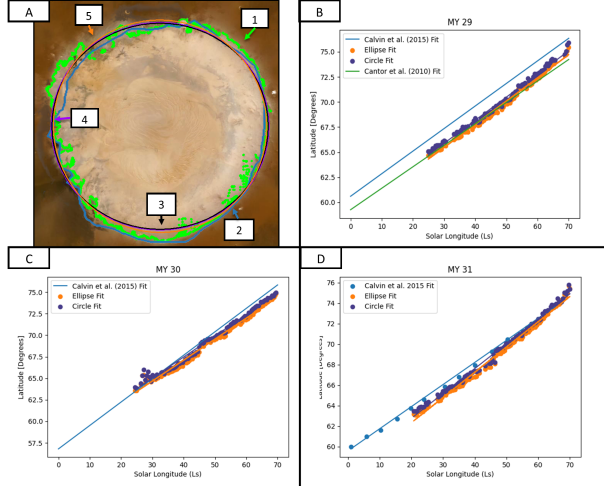 A
5
1
4
3
2
B
MY 29
Calvin et al. (2015) Fit
Ellipse Fit
Circle Fit
Cantor et al. (2010) Fit
Latitude [Degrees]
75.0
72.5
70.0
67.5
65.0
62.5
60.0
0 10 20 30 40 50 60 70
Solar Longitude (Ls)
C
MY 30
Calvin et al. (2015) Fit
Ellipse Fit
Circle Fit
Latitude [Degrees]
75.0
72.5
70.0
67.5
65.0
62.5
60.0
57.5
0 10 20 30 40 50 60 70
Solar Longitude (Ls)
D
MY 31
Calvin et al. 2015 Fit
Ellipse Fit
Circle Fit
Latitude [Degrees]
76
74
72
70
68
66
64
62
60
0 10 20 30 40 50 60 70
Solar Longitude (Ls)